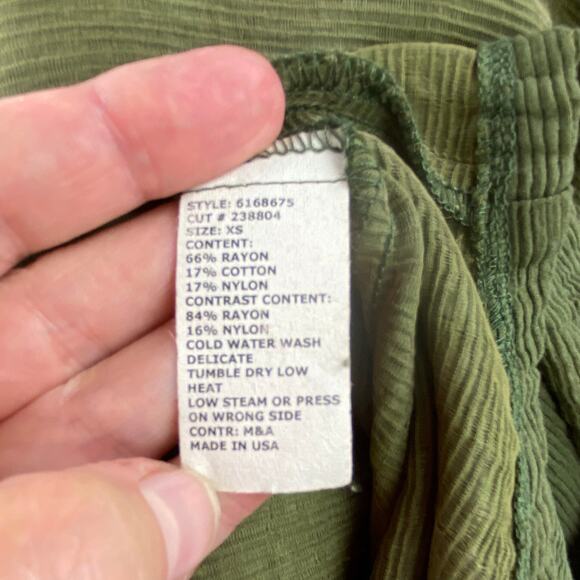 STYLE: 6168675
CUT # 238804
SIZE: XS
CONTENT:
66% RAYON
17% COTTON
17% NYLON
CONTRAST CONTENT:
84% RAYON
16% NYLON
COLD WATER WASH
DELICATE
TUMBLE DRY LOW
HEAT
LOW STEAM OR PRESS
ON WRONG SIDE
CONTR: M&A
MADE IN USA